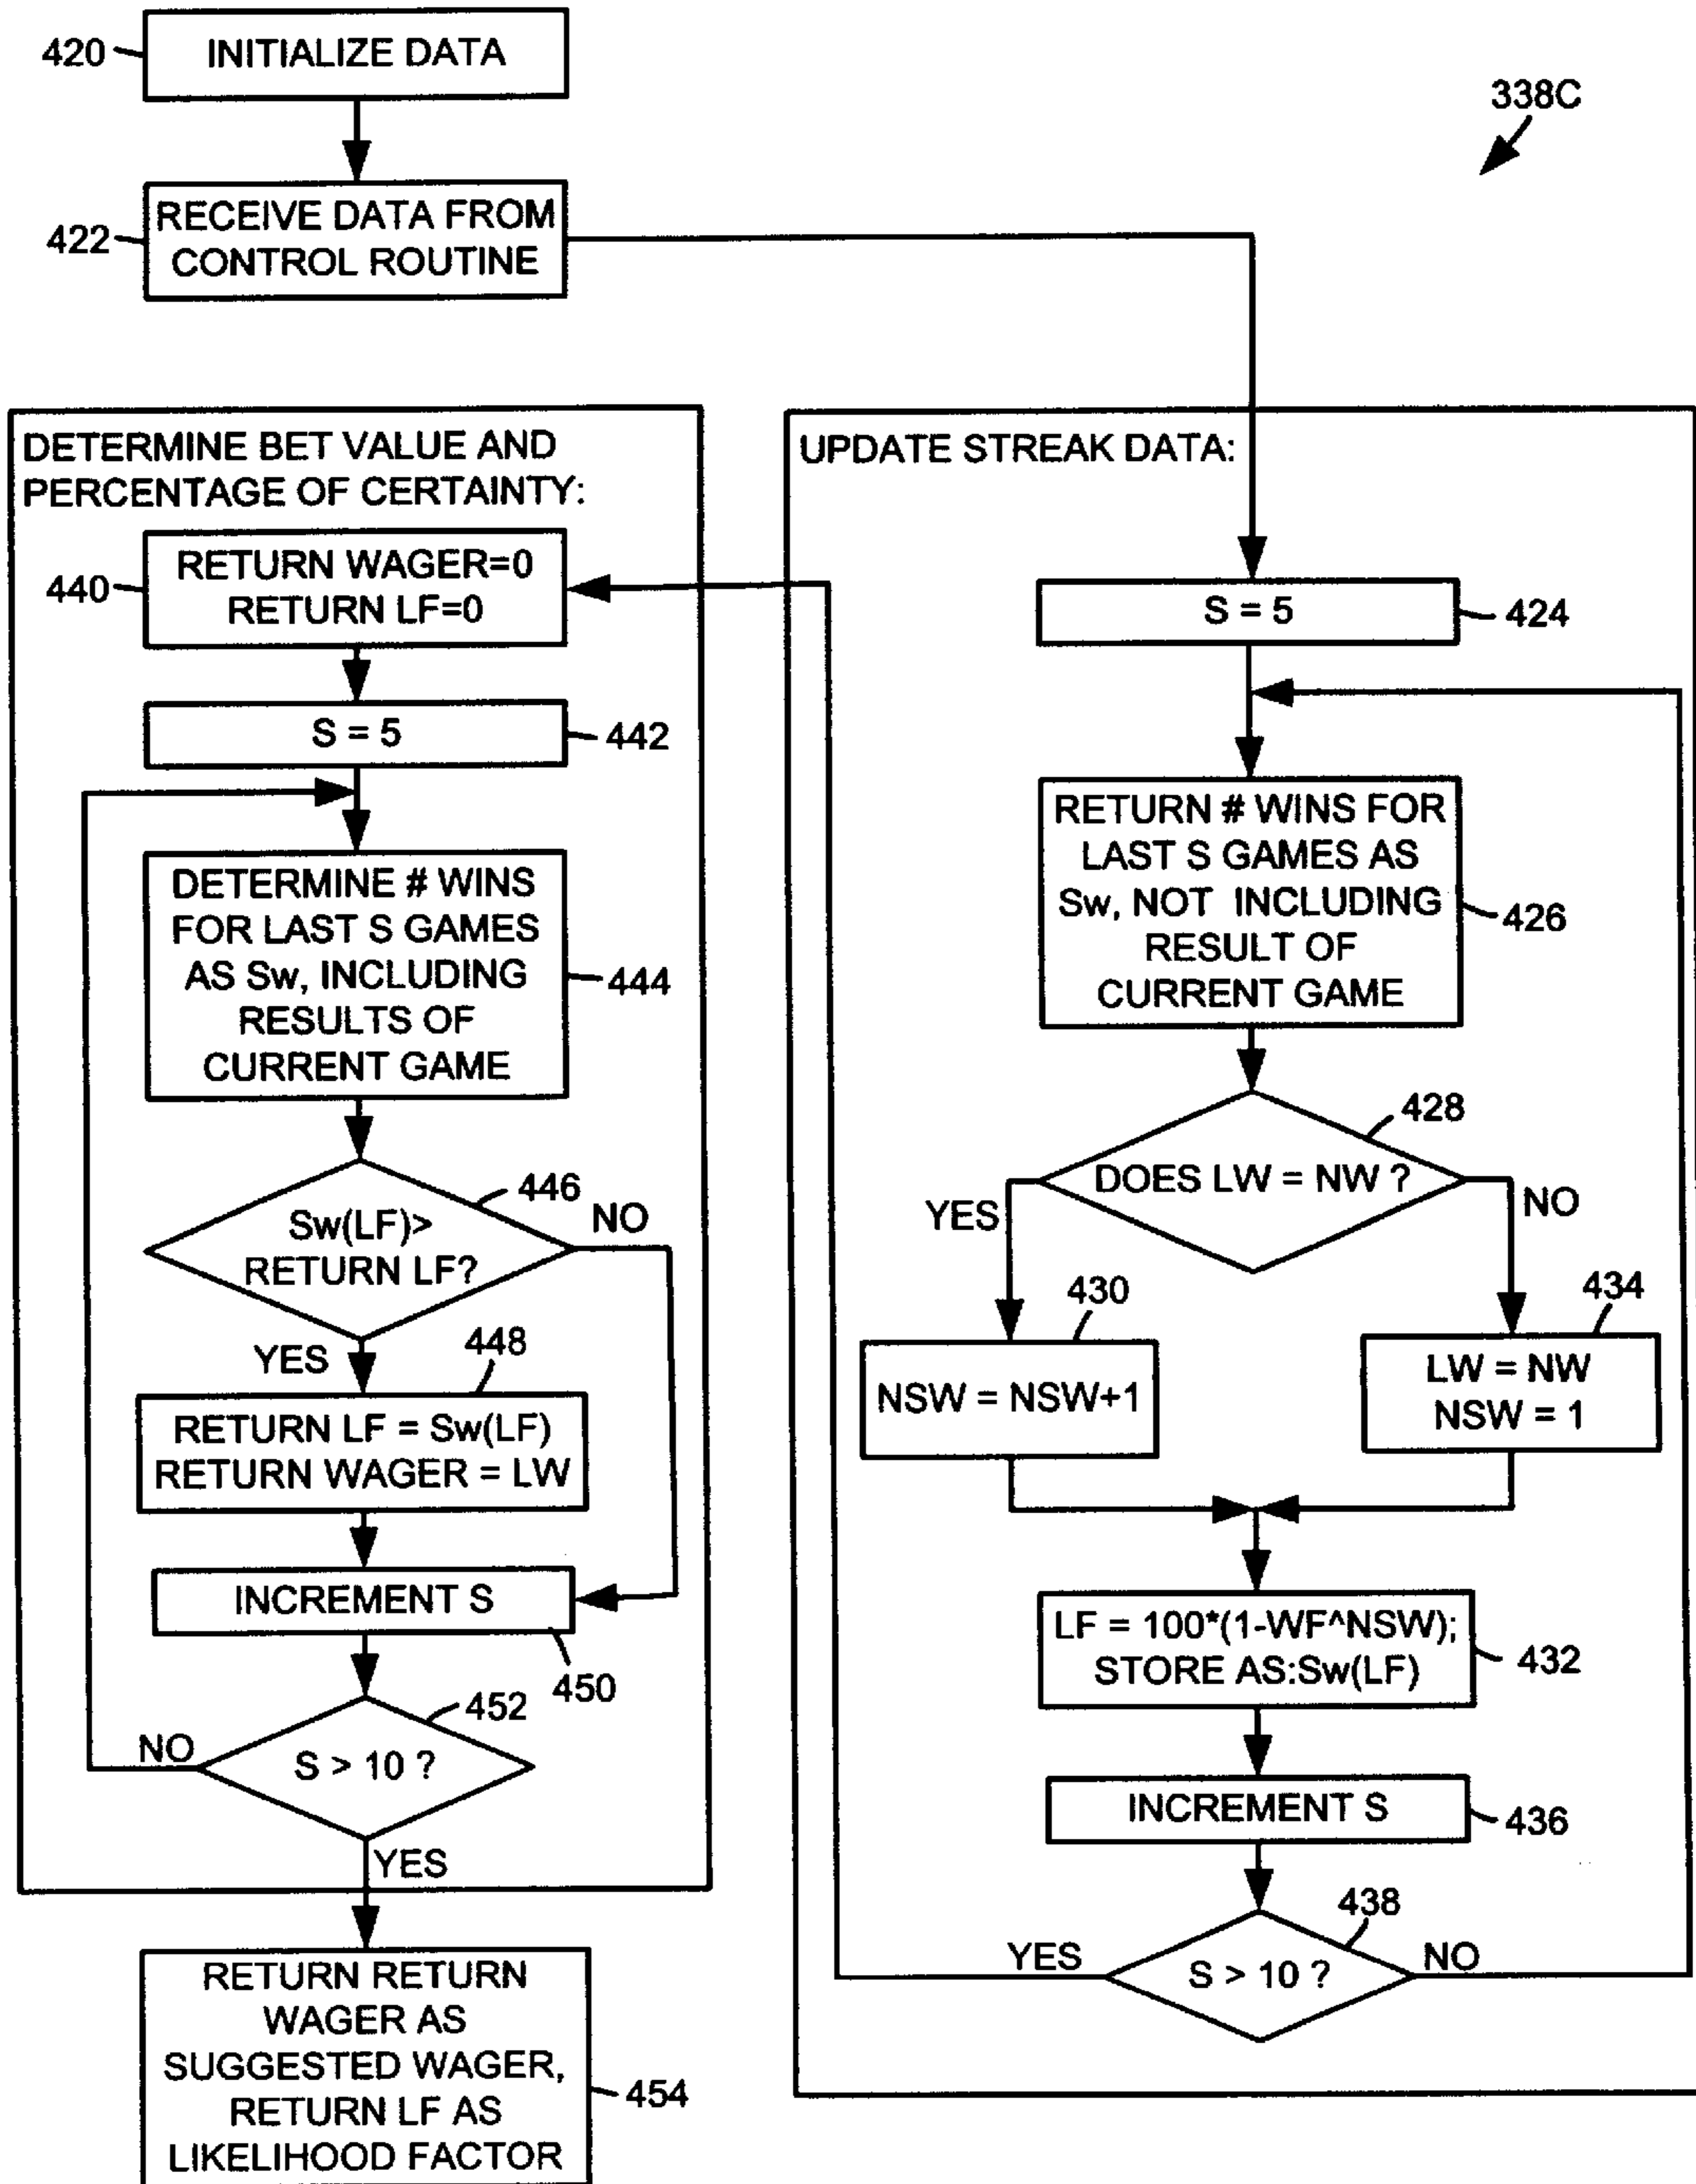 420
INITIALIZE DATA
338C
422
RECEIVE DATA FROM
CONTROL ROUTINE
DETERMINE BET VALUE AND
PERCENTAGE OF CERTAINTY:
440
RETURN WAGER=0
RETURN LF=0
S = 5
442
DETERMINE # WINS
FOR LAST S GAMES
AS Sw, INCLUDING
RESULTS OF
CURRENT GAME
444
446
Sw(LF)>
RETURN LF?
NO
YES
448
RETURN LF = Sw(LF)
RETURN WAGER = LW
INCREMENT S
450
452
S > 10 ?
NO
YES
RETURN RETURN
WAGER AS
SUGGESTED WAGER,
RETURN LF AS
LIKELIHOOD FACTOR
454
UPDATE STREAK DATA:
S = 5
424
RETURN # WINS FOR
LAST S GAMES AS
Sw, NOT INCLUDING
RESULT OF
CURRENT GAME
426
428
DOES LW = NW ?
YES
NO
430
NSW = NSW+1
434
LW = NW
NSW = 1
LF = 100*(1-WF^NSW);
STORE AS:Sw(LF)
432
INCREMENT S
436
438
S > 10 ?
YES
NO